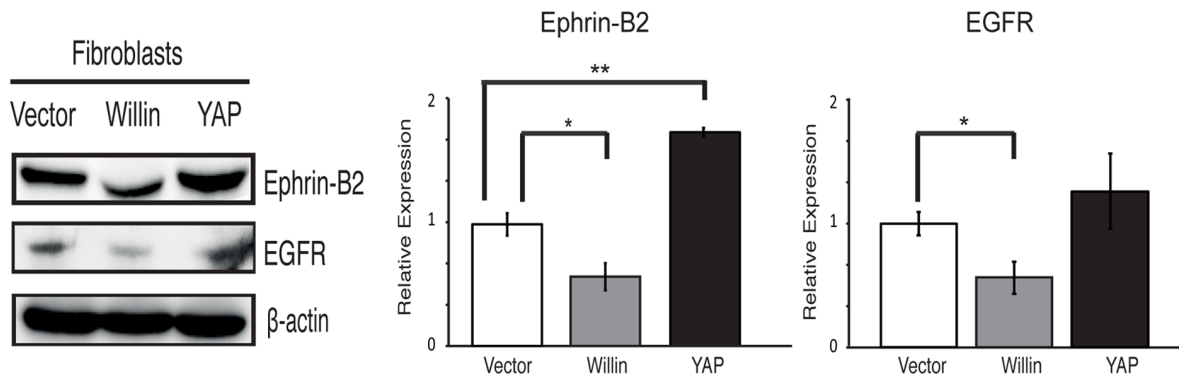 Fibroblasts
Vector Willin YAP
Ephrin-B2
EGFR
β-actin
Ephrin-B2
**
*
2
1
0
Relative Expression
Vector Willin YAP
EGFR
*
2
1
0
Relative Expression
Vector Willin YAP